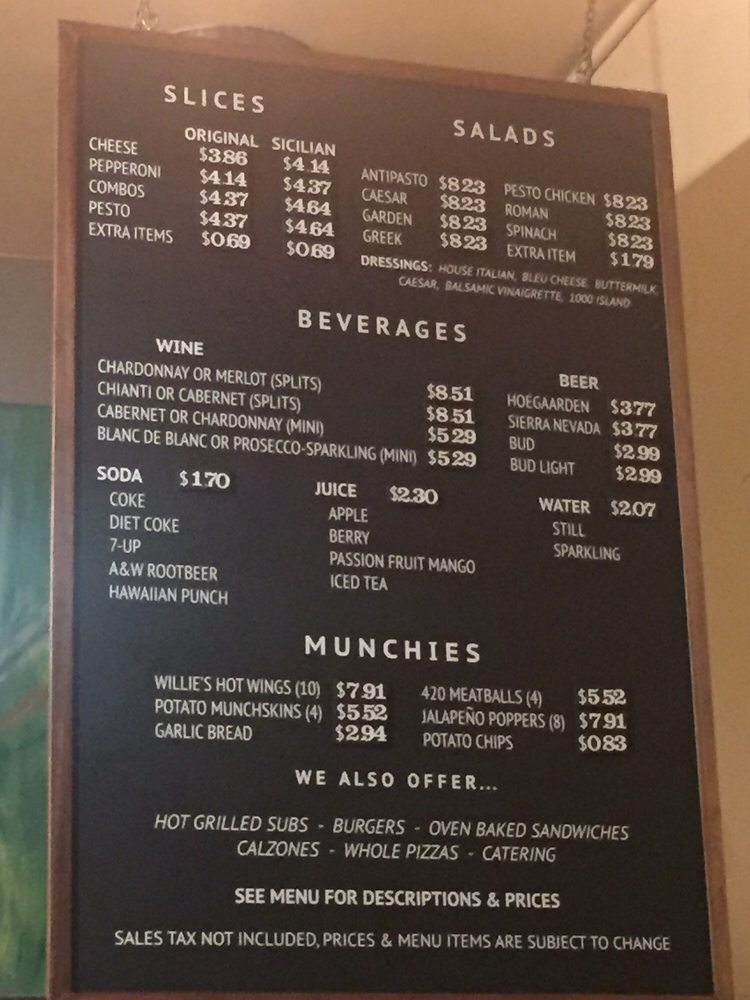 SLICES
ORIGINAL SICILIAN
CHEESE $3.86 $4.14
PEPPERONI $4.14 $4.37
COMBOS $4.37 $4.64
PESTO $4.37 $4.64
EXTRA ITEMS $0.69 $0.69
SALADS
ANTIPASTO $8.23 PESTO CHICKEN $8.23
CAESAR $8.23 ROMAN $8.23
GARDEN $8.23 SPINACH $8.23
GREEK $8.23 EXTRA ITEM $1.79
DRESSINGS: HOUSE ITALIAN, BLEU CHEESE, BUTTERMILK,
CAESAR, BALSAMIC VINAIGRETTE, 1000 ISLAND
BEVERAGES
WINE
CHARDONNAY OR MERLOT (SPLITS) $8.51
CHIANTI OR CABERNET (SPLITS) $8.51
CABERNET OR CHARDONNAY (MINI) $5.29
BLANC DE BLANC OR PROSECCO-SPARKLING (MINI) $5.29
BEER
HOEGAARDEN $3.77
SIERRA NEVADA $3.77
BUD $2.99
BUD LIGHT $2.99
SODA $1.70
COKE
DIET COKE
7-UP
A&W ROOTBEER
HAWAIIAN PUNCH
JUICE $2.30
APPLE
BERRY
PASSION FRUIT MANGO
ICED TEA
WATER $2.07
STILL
SPARKLING
MUNCHIES
WILLIE'S HOT WINGS (10) $7.91 420 MEATBALLS (4) $5.52
POTATO MUNCHSKINS (4) $5.52 JALAPEÑO POPPERS (8) $7.91
GARLIC BREAD $2.94 POTATO CHIPS $0.83
WE ALSO OFFER...
HOT GRILLED SUBS - BURGERS - OVEN BAKED SANDWICHES
CALZONES - WHOLE PIZZAS - CATERING
SEE MENU FOR DESCRIPTIONS & PRICES
SALES TAX NOT INCLUDED, PRICES & MENU ITEMS ARE SUBJECT TO CHANGE